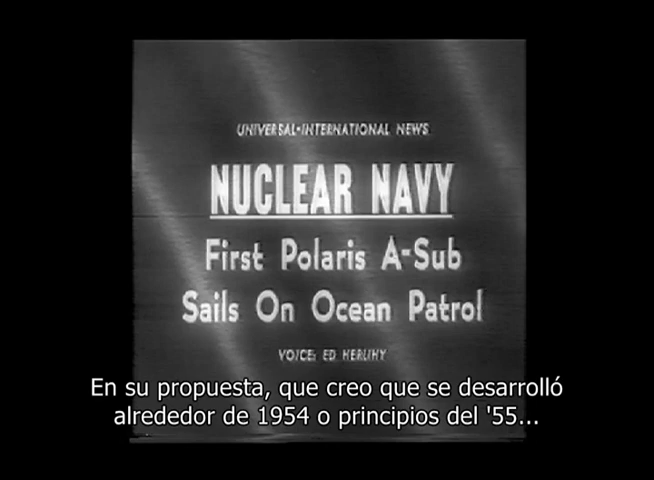 UNIVERSAL-INTERNATIONAL NEWS
NUCLEAR NAVY
First Polaris A-Sub
Sails On Ocean Patrol
VOICE: ED HERLIHY
En su propuesta, que creo que se desarrolló
alrededor de 1954 o principios del '55...